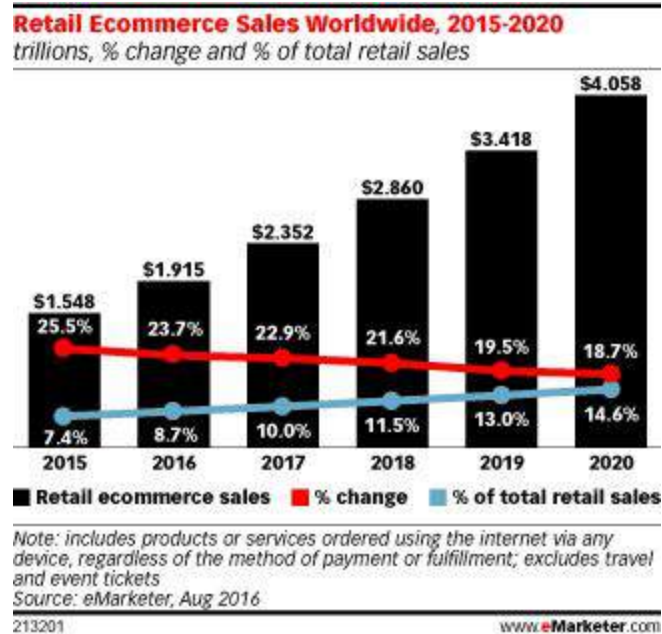 Retail Ecommerce Sales Worldwide, 2015-2020
trillions, % change and % of total retail sales
$4.058
$3.418
$2.860
$2.352
$1.915
$1.548
25.5%
23.7%
22.9%
21.6%
19.5%
18.7%
7.4%
8.7%
10.0%
11.5%
13.0%
14.6%
2015 2016 2017 2018 2019 2020
Retail ecommerce sales % change % of total retail sales
Note: includes products or services ordered using the internet via any
device, regardless of the method of payment or fulfillment; excludes travel
and event tickets
Source: eMarketer, Aug 2016
213201 www.eMarketer.com